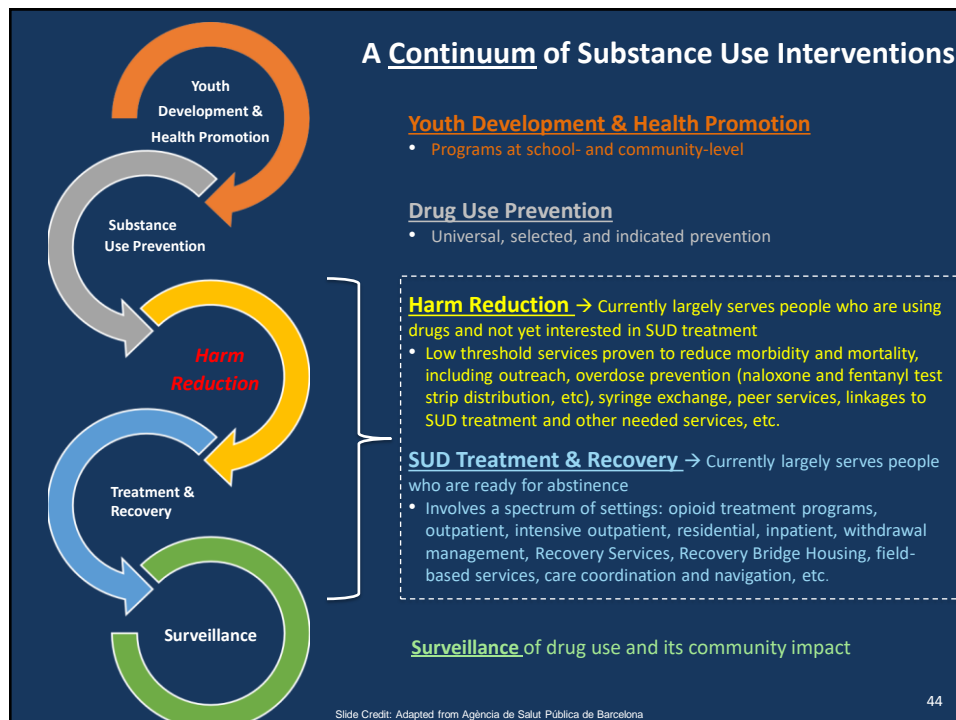 A Continuum of Substance Use Interventions
Youth
Development &
Health Promotion
Youth Development & Health Promotion
• Programs at school- and community-level
Substance
Use Prevention
Drug Use Prevention
• Universal, selected, and indicated prevention
Harm
Reduction
Harm Reduction → Currently largely serves people who are using
drugs and not yet interested in SUD treatment
• Low threshold services proven to reduce morbidity and mortality,
including outreach, overdose prevention (naloxone and fentanyl test
strip distribution, etc), syringe exchange, peer services, linkages to
SUD treatment and other needed services, etc.
Treatment &
Recovery
SUD Treatment & Recovery → Currently largely serves people
who are ready for abstinence
• Involves a spectrum of settings: opioid treatment programs,
outpatient, intensive outpatient, residential, inpatient, withdrawal
management, Recovery Services, Recovery Bridge Housing, field-
based services, care coordination and navigation, etc.
Surveillance
Surveillance of drug use and its community impact
44
Slide Credit: Adapted from Agència de Salut Pública de Barcelona